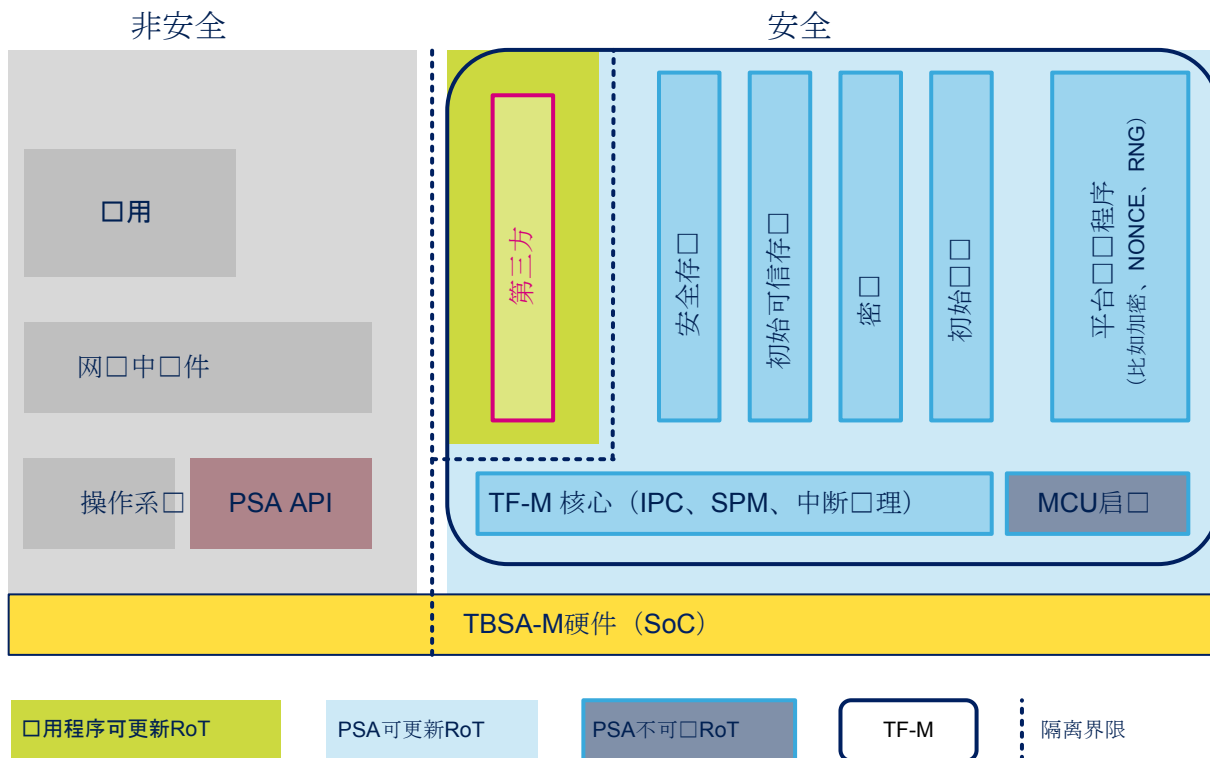 非安全
安全
□用
网□中□件
操作系□
PSA API
第三方
安全存□
初始可信存□
密□
初始□□
平台□□程序
(比如加密、NONCE、RNG)
TF-M 核心（IPC、SPM、中断□理）
MCU启□
TBSA-M硬件（SoC）
□用程序可更新RoT
PSA可更新RoT
PSA不可□RoT
TF-M
隔离界限